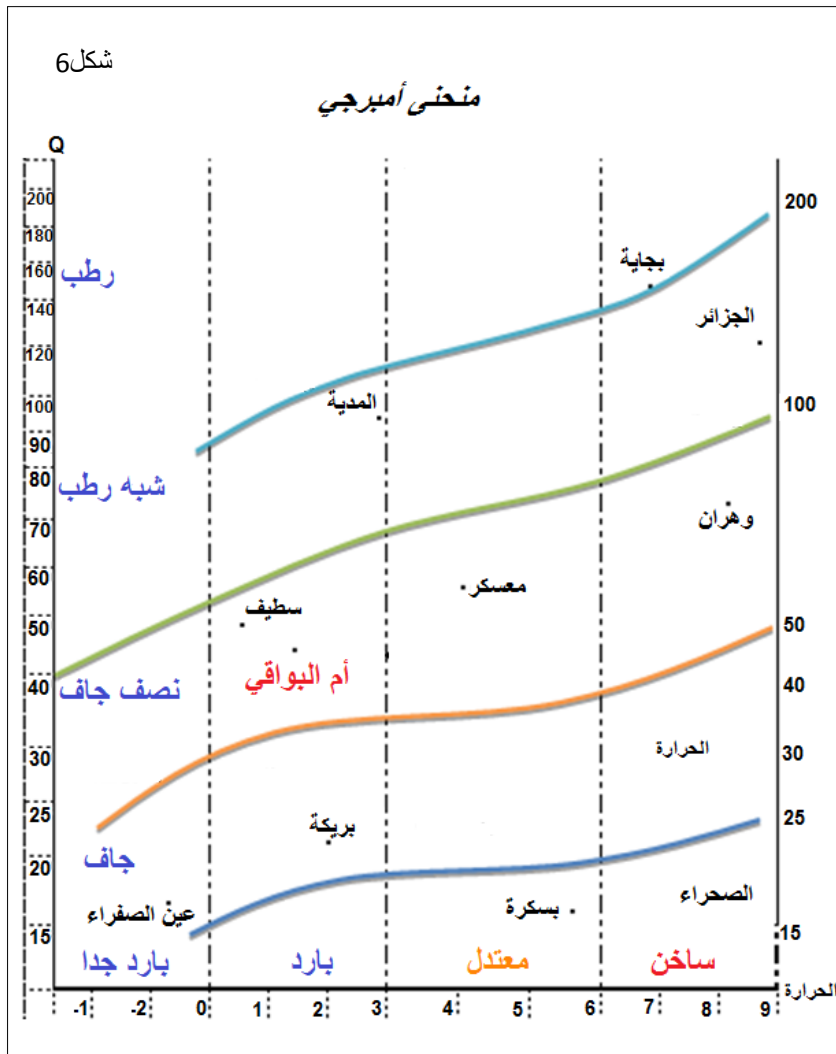 شكل6
منحنى أمبرجي
Q
200
180
160
140
120
100
90
80
70
60
50
40
30
25
20
15
رطب
شبه رطب
نصف جاف
جاف
بجاية
الجزائر
المدية
وهران
معسكر
سطيف
أم البواقي
الحرارة
بريكة
الصحراء
بسكرة
عين الصفراء
200
100
50
40
30
25
15
بارد جدا
بارد
معتدل
ساخن
الحرارة
-1
-2
0
1
2
3
4
5
6
7
8
9